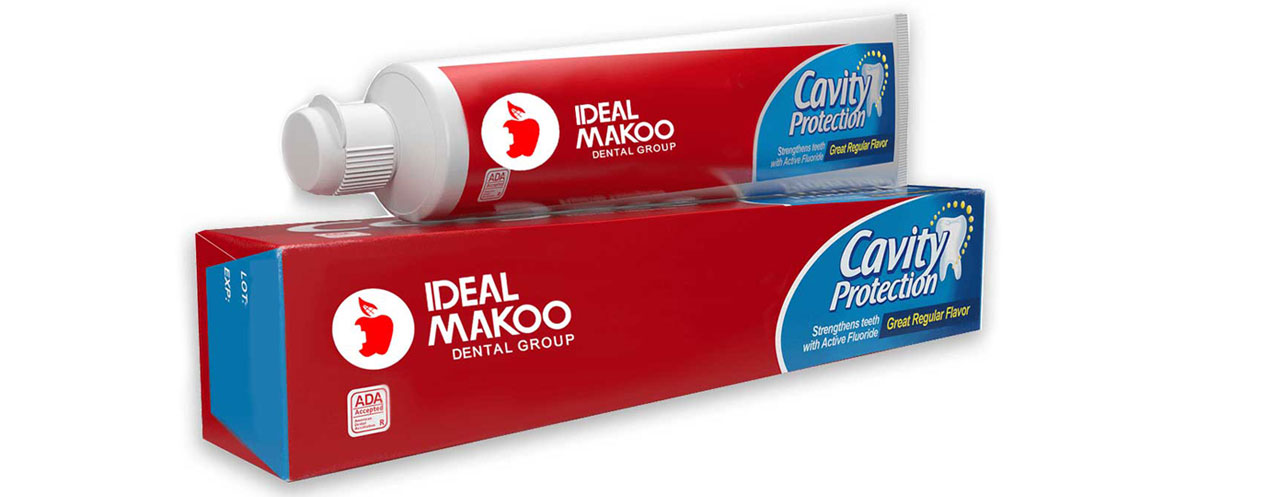 IDEAL
MAKOO
DENTAL GROUP
ADA
Cavity
Protection
Strengthens teeth
with Active Fluoride
Great Regular Flavor
LOT:
EXP:
IDEAL
MAKOO
DENTAL GROUP
ADA
Accepted
R
Cavity
Protection
Strengthens teeth
with Active Fluoride
Great Regular Flavor